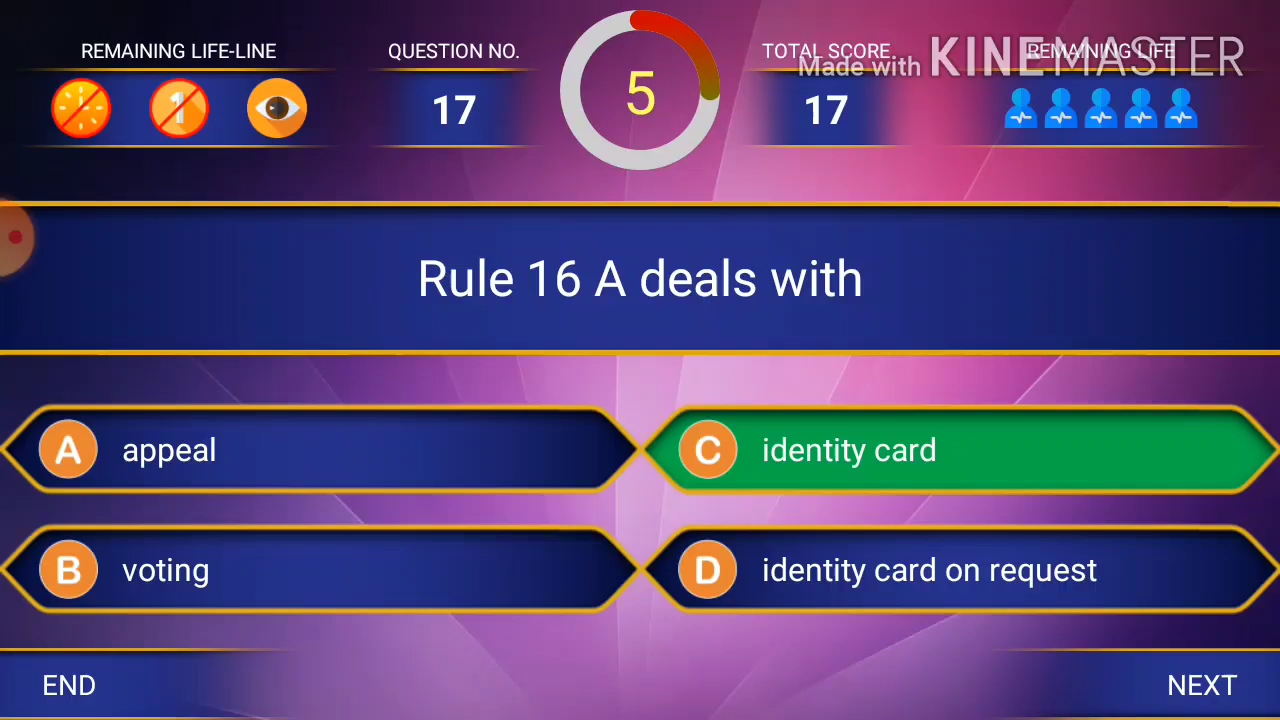 REMAINING LIFE-LINE
QUESTION NO.
17
5
TOTAL SCORE
17
REMAINING LIFE
Made with KINEMASTER
1
Rule 16 A deals with
A appeal
C identity card
B voting
D identity card on request
END
NEXT